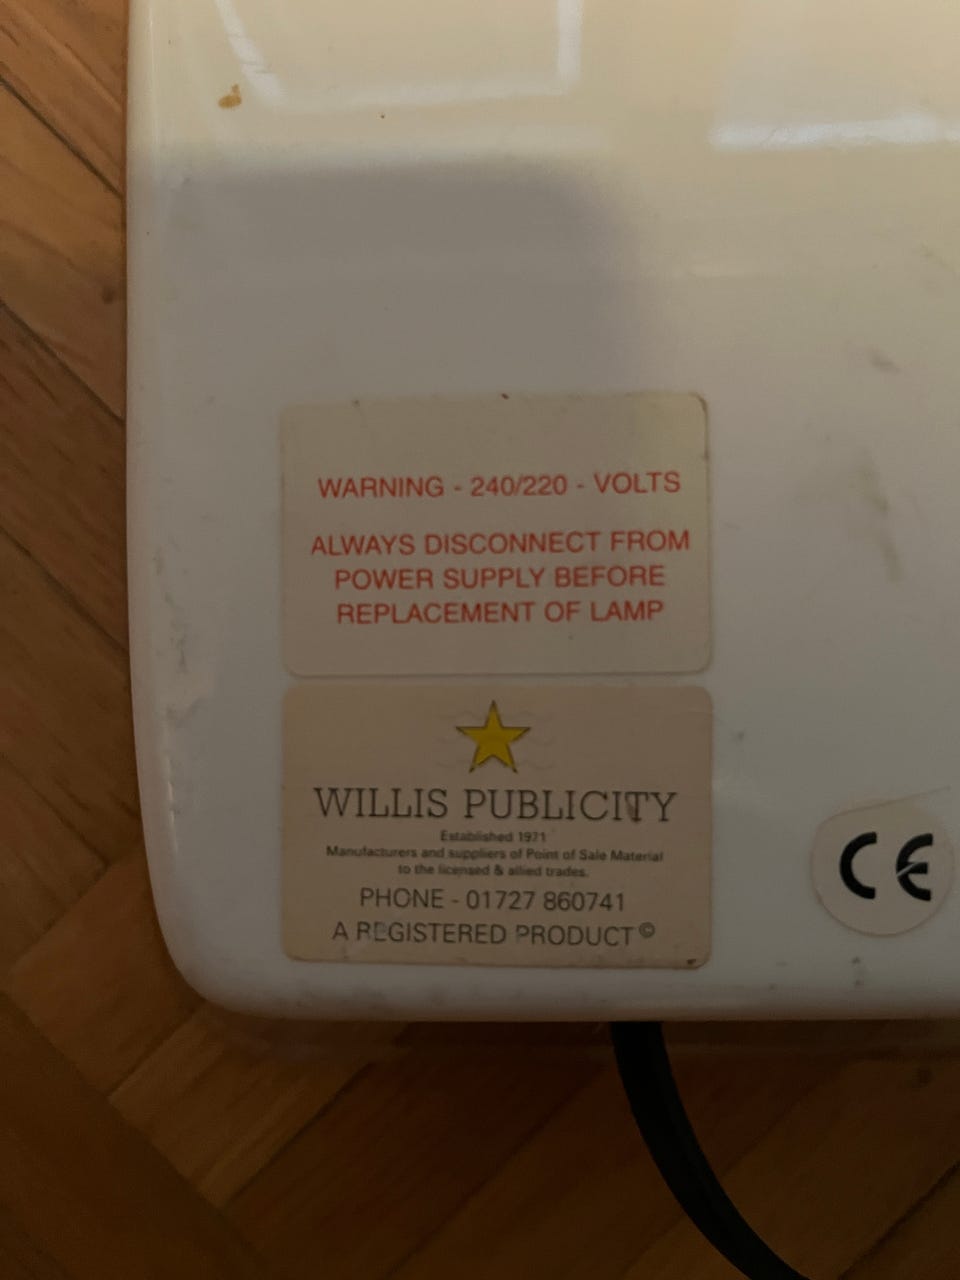 WARNING - 240/220 - VOLTS
ALWAYS DISCONNECT FROM
POWER SUPPLY BEFORE
REPLACEMENT OF LAMP
WILLIS PUBLICITY
Established 1971
Manufacturers and suppliers of Point of Sale Material
to the licensed & allied trades.
PHONE - 01727 860741
A REGISTERED PRODUCT©
CE